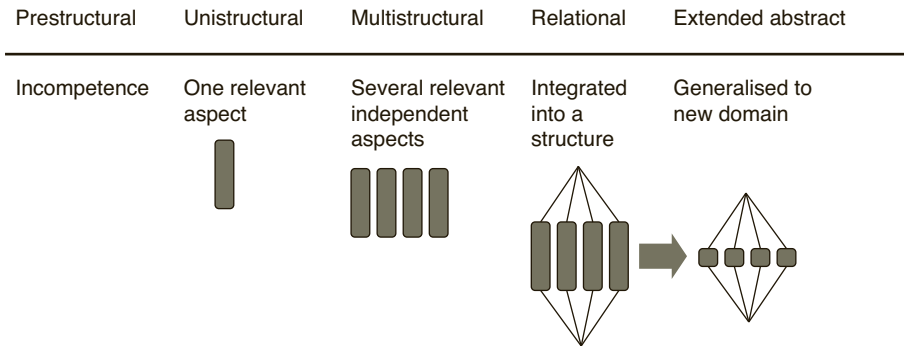 Prestructural
Unistructural
Multistructural
Relational
Extended abstract
Incompetence
One relevant
aspect
Several relevant
independent
aspects
Integrated
into a
structure
Generalised to
new domain